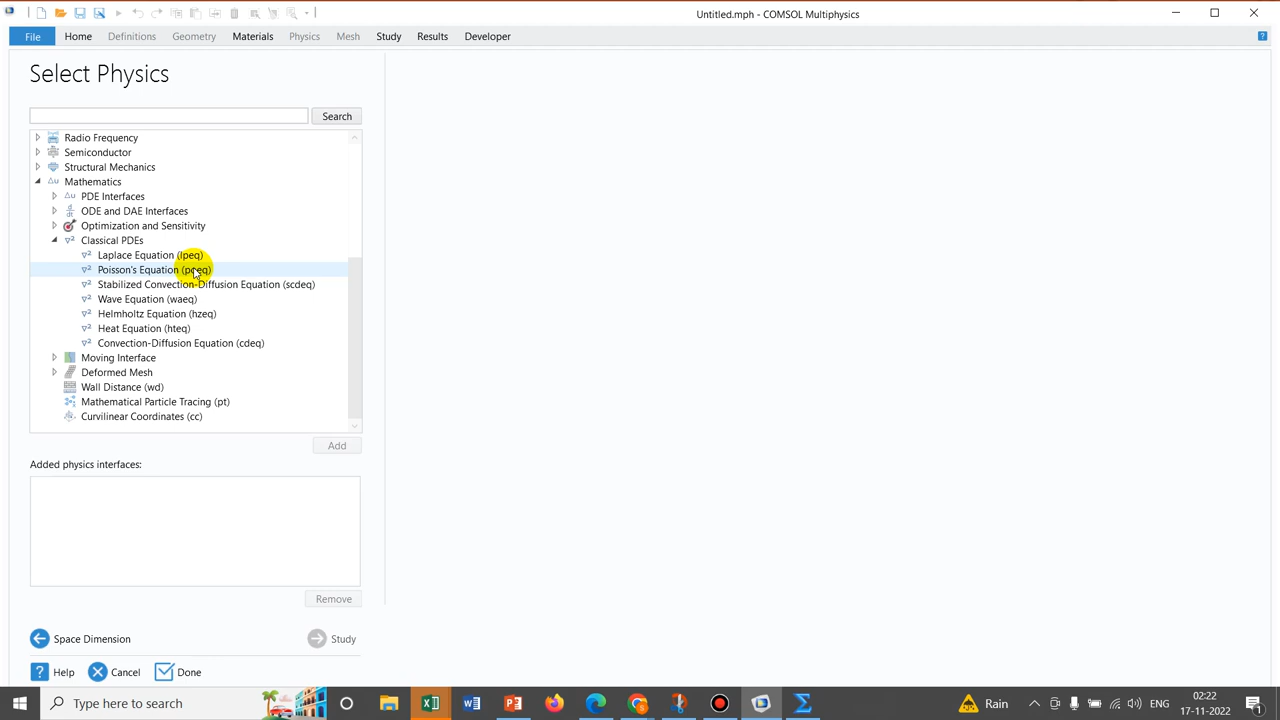 Untitled.mph - COMSOL Multiphysics
File Home Definitions Geometry Materials Physics Mesh Study Results Developer
Select Physics
Search
Radio Frequency
Semiconductor
Structural Mechanics
Mathematics
PDE Interfaces
ODE and DAE Interfaces
Optimization and Sensitivity
Classical PDEs
Laplace Equation (lpeq)
Poisson's Equation (poeq)
Stabilized Convection-Diffusion Equation (scdeq)
Wave Equation (waeq)
Helmholtz Equation (hzeq)
Heat Equation (hteq)
Convection-Diffusion Equation (cdeq)
Moving Interface
Deformed Mesh
Wall Distance (wd)
Mathematical Particle Tracing (pt)
Curvilinear Coordinates (cc)
Add
Added physics interfaces:
Remove
Space Dimension Study
Help Cancel Done
Type here to search Rain ENG 02:22
17-11-2022